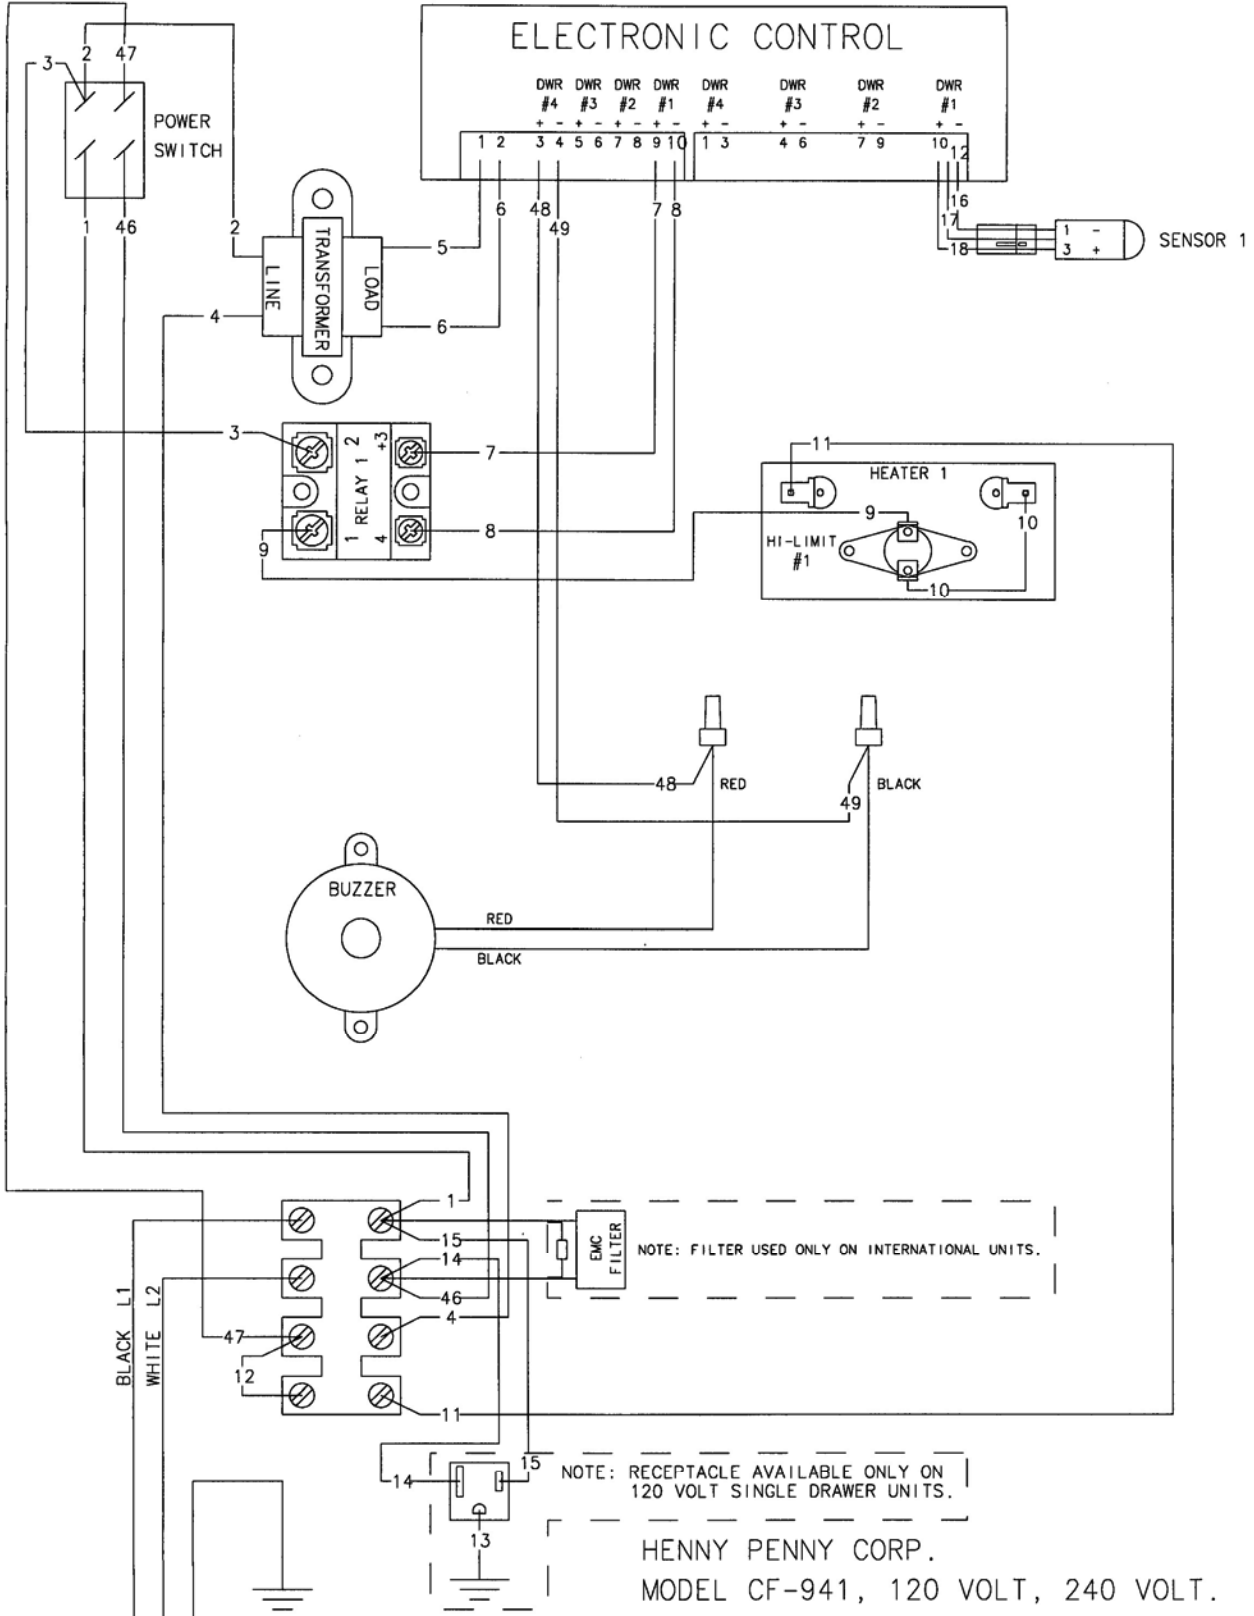 ELECTRONIC CONTROL
2 47
3
POWER
SWITCH
DWR DWR DWR DWR DWR DWR DWR DWR
#4 #3 #2 #1 #4 #3 #2 #1
+ - + - + - + - + - + - + -
1 2 3 4 5 6 7 8 9 10 1 3 4 6 7 9 10 12
1 46 2
6 48 49 7 8
16
17
18
1 -
3 +
SENSOR 1
5
4
LINE
TRANSFORMER
LOAD
6
3
2 +3
RELAY 1
1 4
7
8
9
11
HEATER 1
9
10
HI-LIMIT
#1
10
48 RED
49 BLACK
BUZZER
RED
BLACK
1
15
14
46
4
47
12
11
BLACK L1
WHITE L2
EMC
FILTER
NOTE: FILTER USED ONLY ON INTERNATIONAL UNITS.
14
15
13
NOTE: RECEPTACLE AVAILABLE ONLY ON
120 VOLT SINGLE DRAWER UNITS.
HENNY PENNY CORP.
MODEL CF-941, 120 VOLT, 240 VOLT.